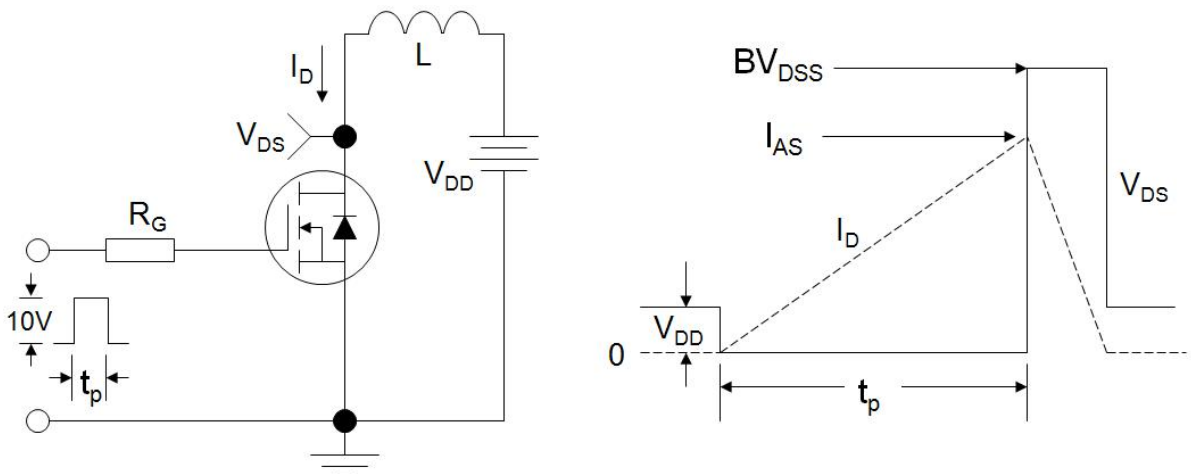 L
I_D
V_DS
V_DD
R_G
10V
t_p
BV_DSS
I_AS
V_DS
I_D
V_DD
0
t_p